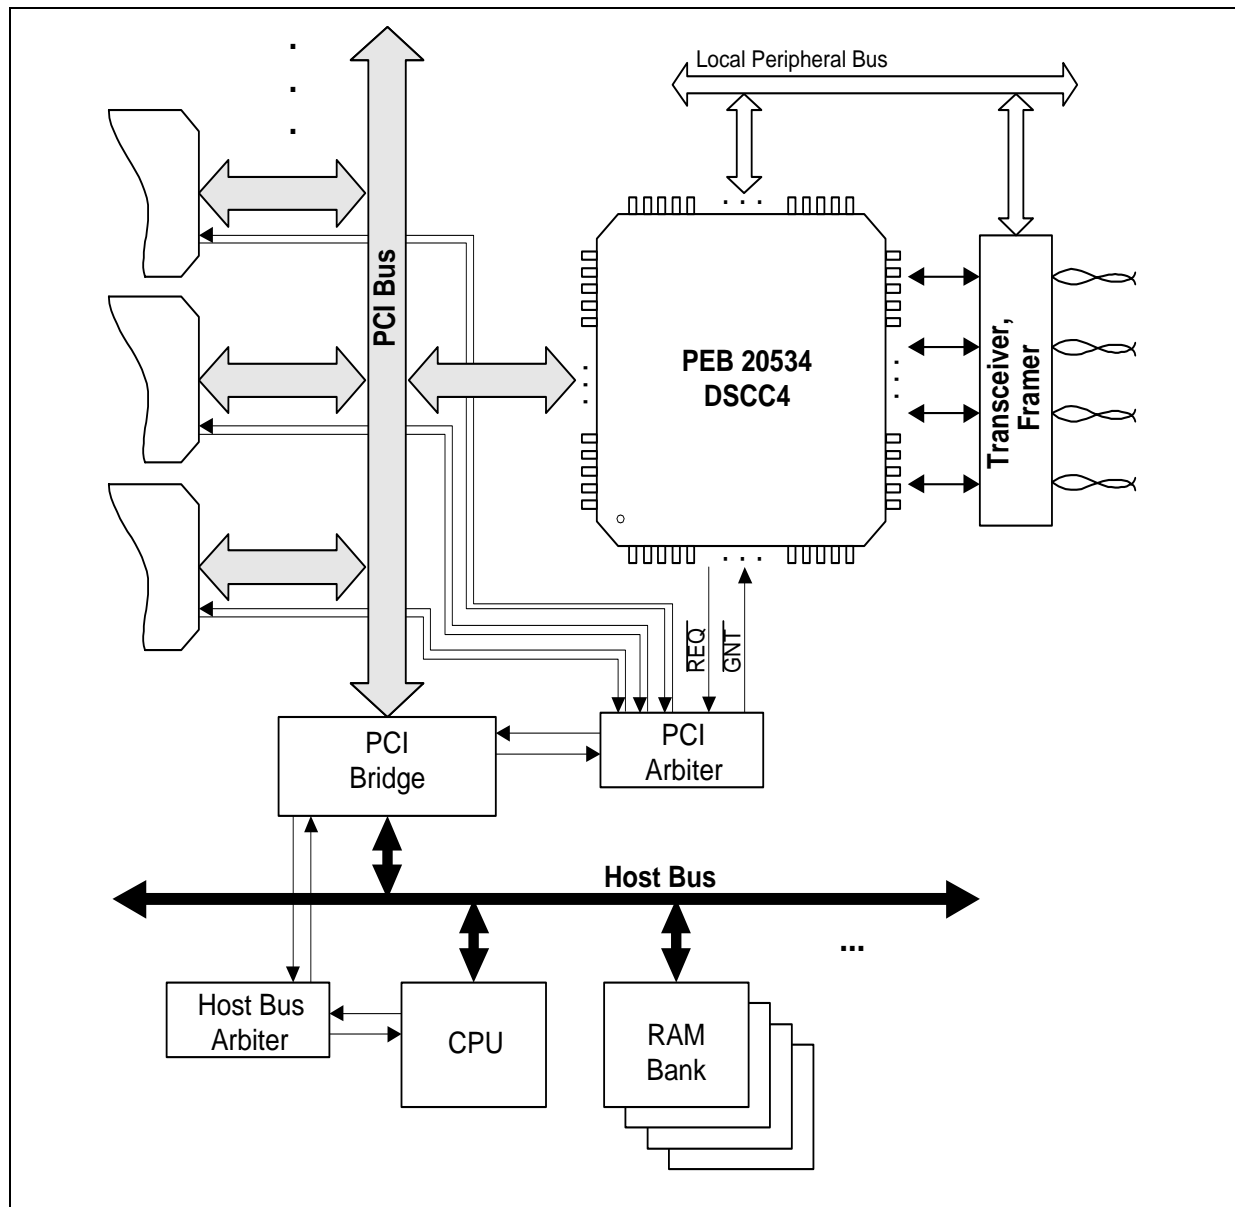 Local Peripheral Bus
PCI Bus
PEB 20534
DSCC4
Transceiver,
Framer
REQ
GNT
PCI
Bridge
PCI
Arbiter
Host Bus
...
Host Bus
Arbiter
CPU
RAM
Bank